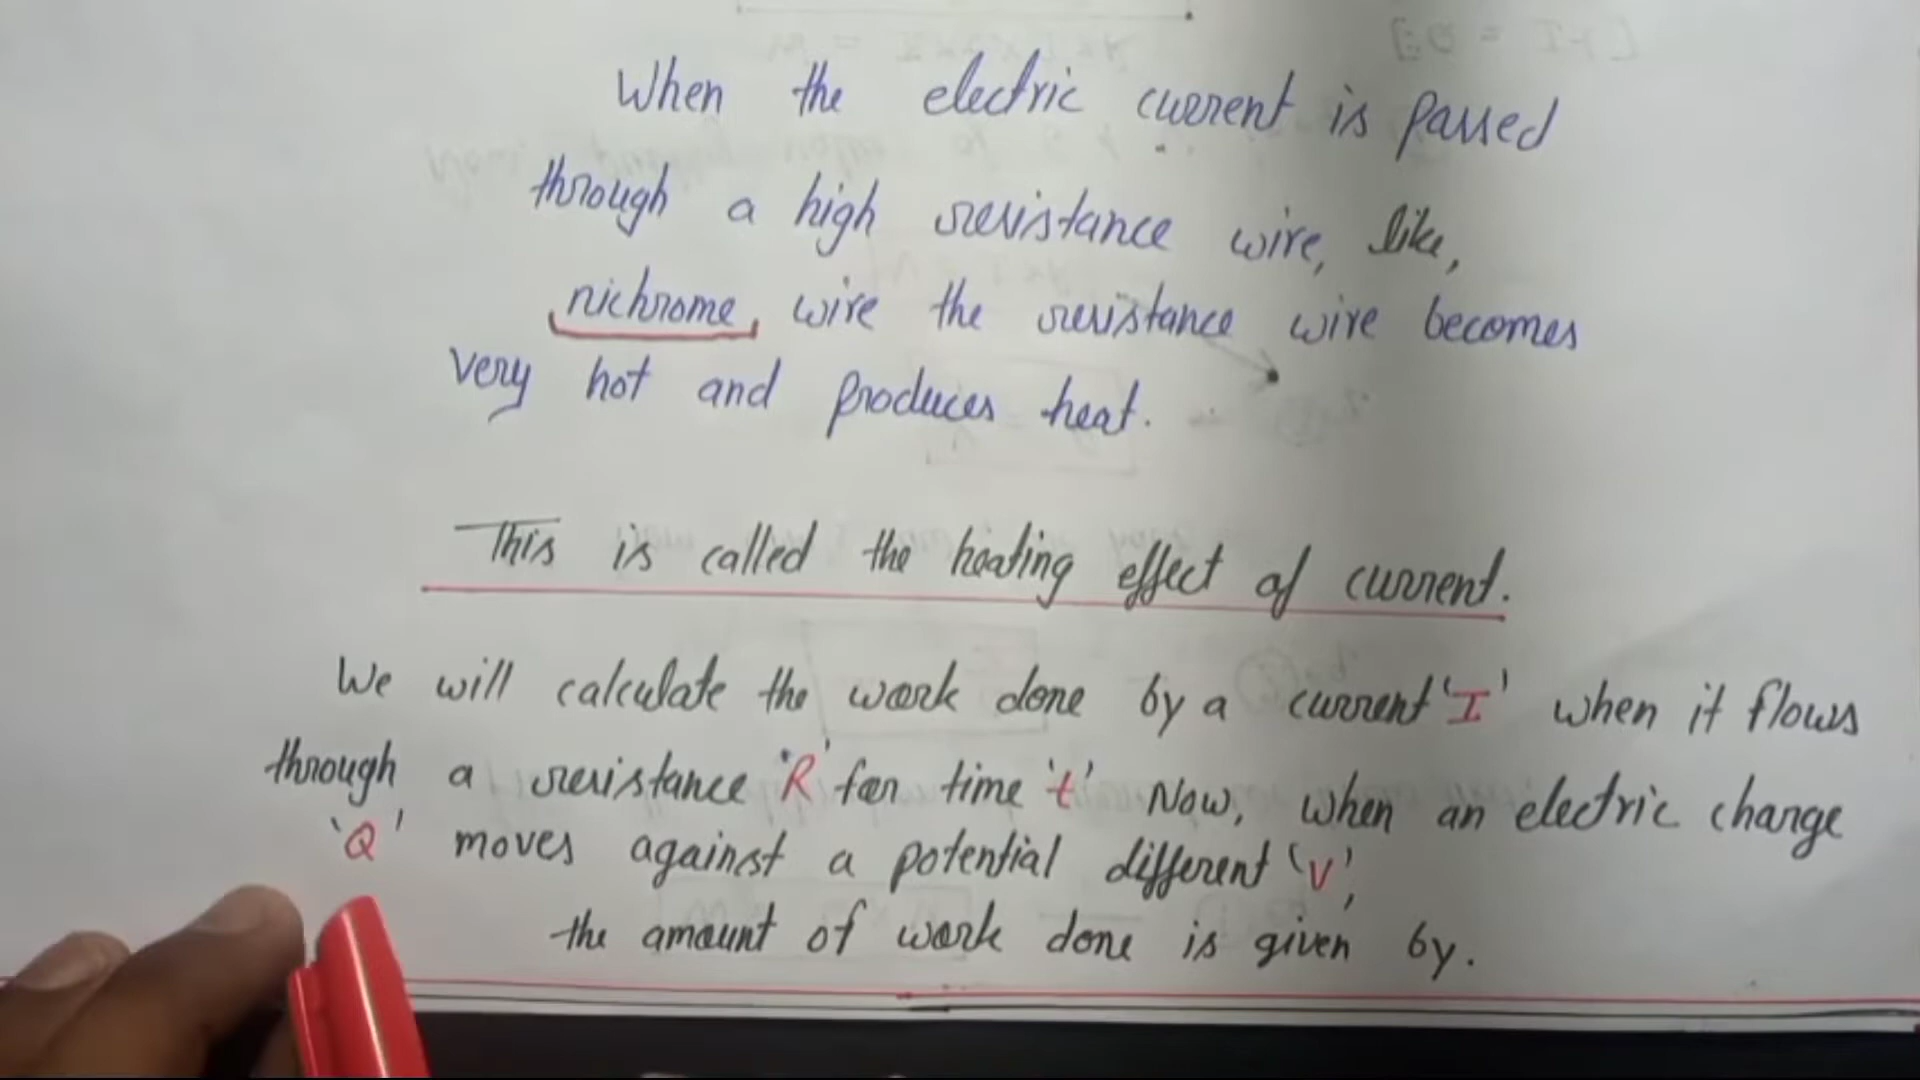 When the electric current is passed
through a high resistance wire, like,
nichrome, wire the resistance wire becomes
very hot and produces heat.
This is called the heating effect of current.
We will calculate the work done by a current 'I' when it flows
through a resistance 'R' for time 't' Now, when an electric charge
'Q' moves against a potential different 'V',
the amount of work done is given by.